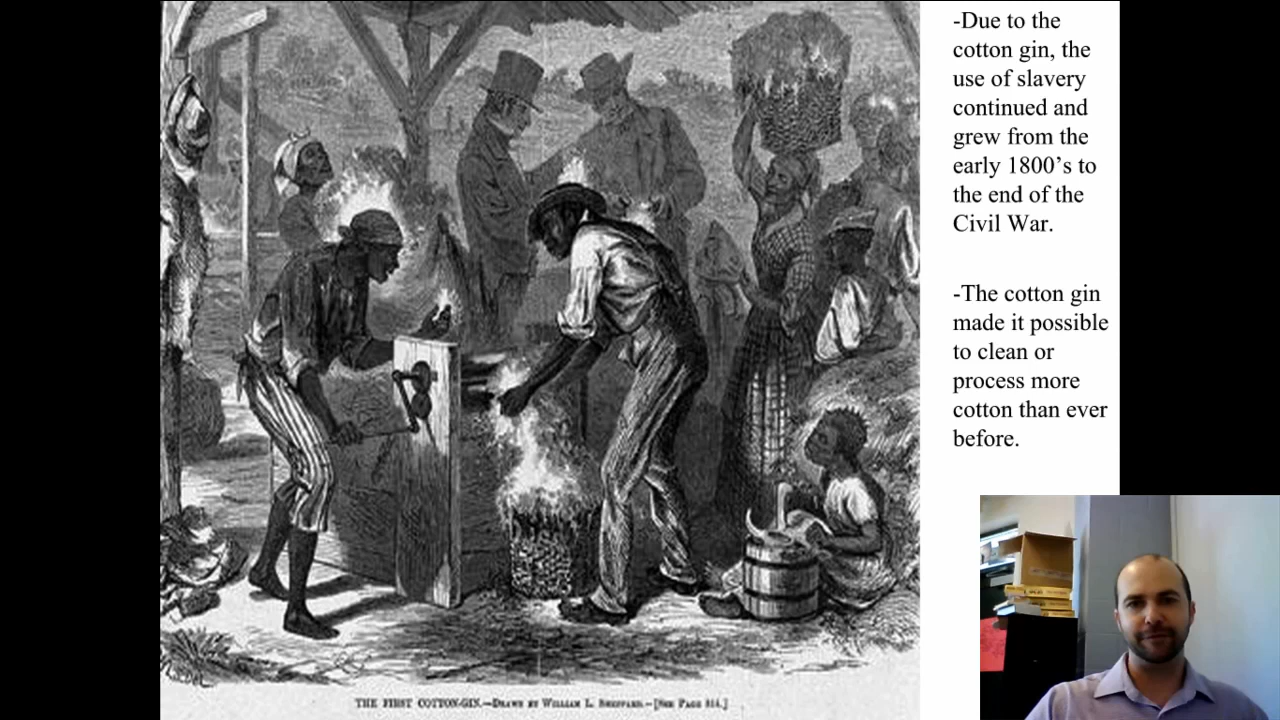 -Due to the
cotton gin, the
use of slavery
continued and
grew from the
early 1800's to
the end of the
Civil War.
-The cotton gin
made it possible
to clean or
process more
cotton than ever
before.
THE FIRST COTTON-GIN.—DRAWN BY WILLIAM L. SHEPPARD.—[SEE PAGE 814.]